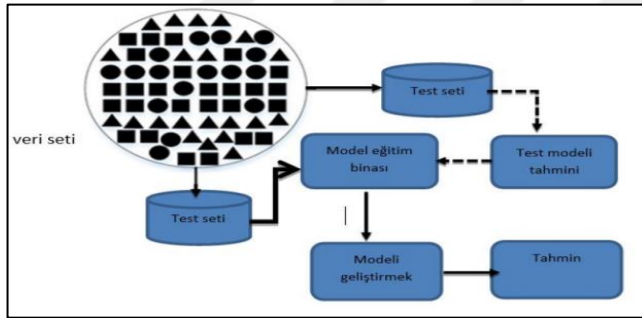 Test seti
veri seti
Model eğitim
binası
Test modeli
tahmini
Test seti
Modeli
geliştirmek
Tahmin